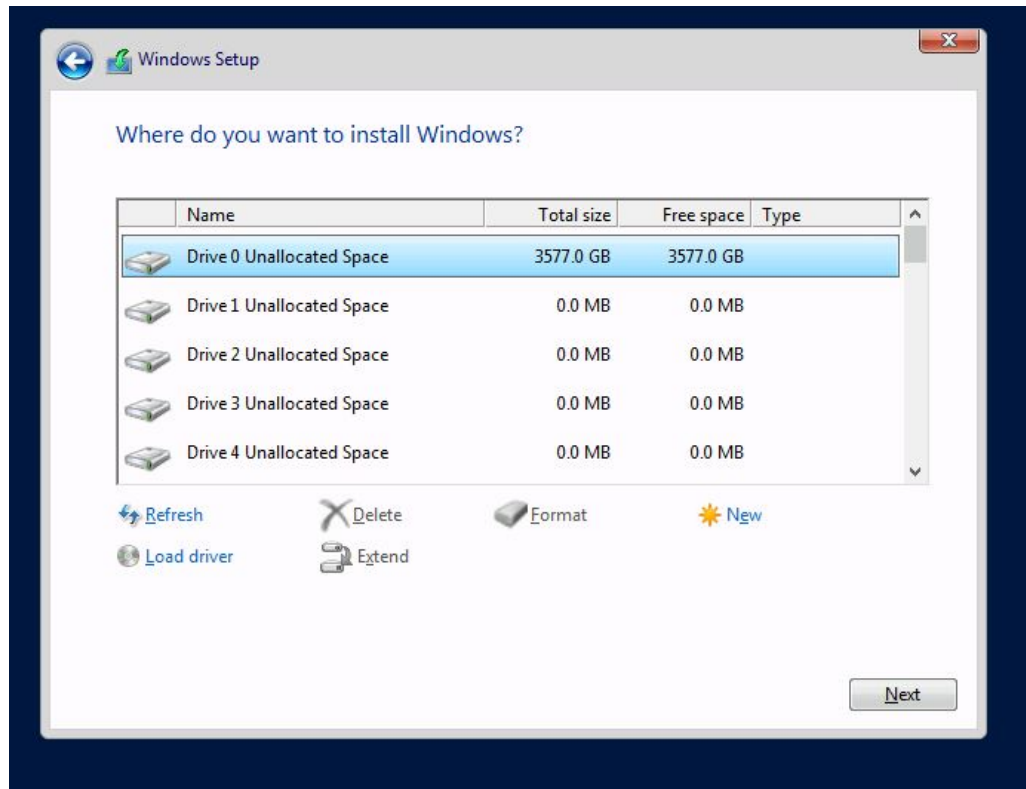 Windows Setup
Where do you want to install Windows?
Name Total size Free space Type
Drive 0 Unallocated Space 3577.0 GB 3577.0 GB
Drive 1 Unallocated Space 0.0 MB 0.0 MB
Drive 2 Unallocated Space 0.0 MB 0.0 MB
Drive 3 Unallocated Space 0.0 MB 0.0 MB
Drive 4 Unallocated Space 0.0 MB 0.0 MB
Refresh Delete Format New
Load driver Extend
Next